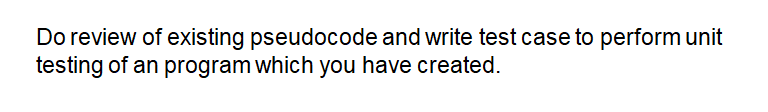 Do review of existing pseudocode and write test case to perform unit
testing of an program which you have created.